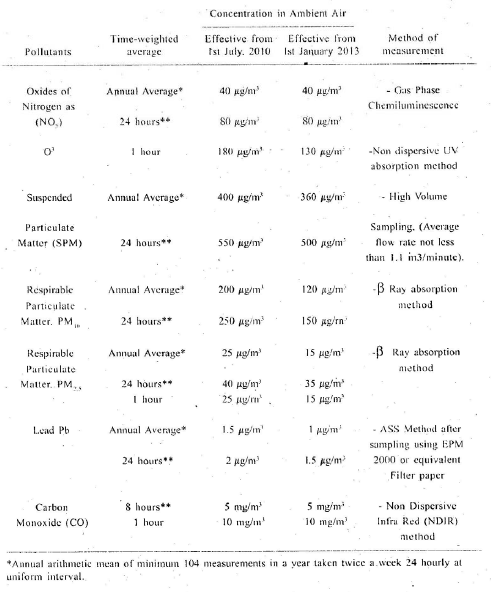 Concentration in Ambient Air
Pollutants Time-weighted average Effective from 1st July. 2010 Effective from 1st January 2013 Method of measurement
Oxides of Annual Average* 40 µg/m³ 40 µg/m³ - Gas Phase
Nitrogen as Chemiluminescence
(NO₂) 24 hours** 80 µg/m³ 80 µg/m³
O³ 1 hour 180 µg/m³ 130 µg/m³ -Non dispersive UV
absorption method
Suspended Annual Average* 400 µg/m³ 360 µg/m³ - High Volume
Particulate Sampling, (Average
Matter (SPM) 24 hours** 550 µg/m³ 500 µg/m³ flow rate not less
than 1.1 m3/minute).
Respirable Annual Average* 200 µg/m³ 120 µg/m³ -β Ray absorption
Particulate method
Matter. PM₁₀ 24 hours** 250 µg/m³ 150 µg/m³
Respirable Annual Average* 25 µg/m³ 15 µg/m³ -β Ray absorption
Particulate method
Matter. PM₂.₅ 24 hours** 40 µg/m³ 35 µg/m³
1 hour 25 µg/m³ 15 µg/m³
Lead Pb Annual Average* 1.5 µg/m³ 1 µg/m³ - ASS Method after
sampling using EPM
24 hours** 2 µg/m³ 1.5 µg/m³ 2000 or equivalent
Filter paper
Carbon 8 hours** 5 mg/m³ 5 mg/m³ - Non Dispersive
Monoxide (CO) 1 hour 10 mg/m³ 10 mg/m³ Infra Red (NDIR)
method
*Annual arithmetic mean of minimum 104 measurements in a year taken twice a week 24 hourly at
uniform interval.